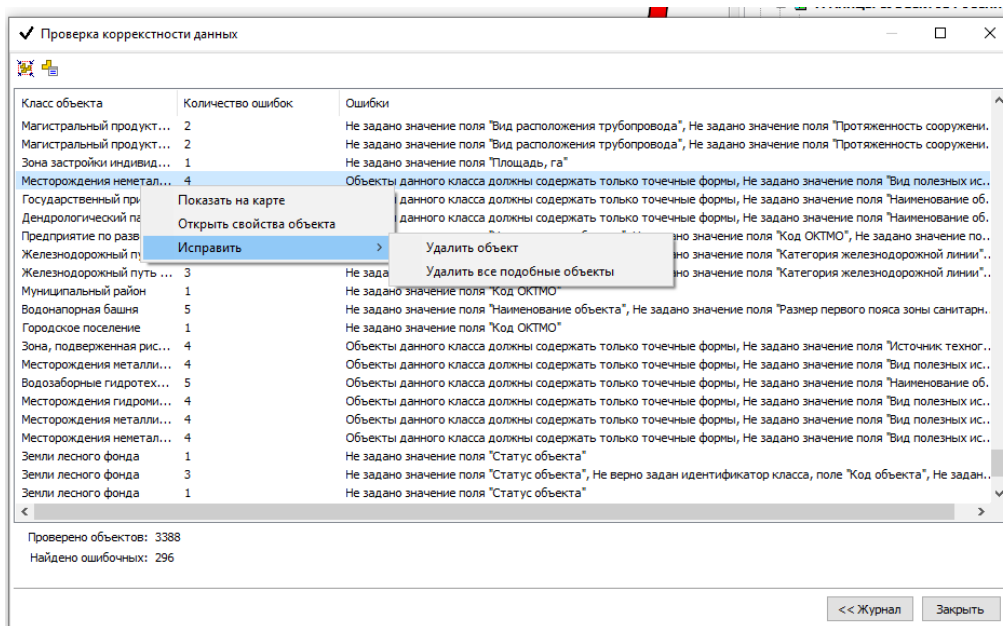 Проверка коррекстности данных
Класс объекта Количество ошибок Ошибки
Магистральный продукт... 2 Не задано значение поля "Вид расположения трубопровода", Не задано значение поля "Протяженность сооружени.
Магистральный продукт... 2 Не задано значение поля "Вид расположения трубопровода", Не задано значение поля "Протяженность сооружени.
Зона застройки индивид... 1 Не задано значение поля "Площадь, га"
Месторождения неметал... 4 Объекты данного класса должны содержать только точечные формы, Не задано значение поля "Вид полезных ис...
Государственный при данного класса должны содержать только точечные формы, Не задано значение поля "Наименование об.
Показать на карте
Дендрологический па данного класса должны содержать только точечные формы, Не задано значение поля "Наименование об.
Открыть свойства объекта
Предприятие по разв но значение поля "Код ОКТМО", Не задано значение по..
Исправить > Удалить объект
Железнодорожный пу но значение поля "Категория железнодорожной линии"..
Удалить все подобные объекты
Железнодорожный путь ... 3 Не зада но значение поля "Категория железнодорожной линии"..
Муниципальный район 1 Не задано значение поля "Код ОКТМО"
Водонапорная башня 5 Не задано значение поля "Наименование объекта", Не задано значение поля "Размер первого пояса зоны санитарн.
Городское поселение 1 Не задано значение поля "Код ОКТМО"
Зона, подверженная рис... 4 Объекты данного класса должны содержать только точечные формы, Не задано значение поля "Источник техног..
Месторождения металли... 4 Объекты данного класса должны содержать только точечные формы, Не задано значение поля "Вид полезных ис..
Водозаборные гидротех... 5 Объекты данного класса должны содержать только точечные формы, Не задано значение поля "Наименование об.
Месторождения гидроми... 4 Объекты данного класса должны содержать только точечные формы, Не задано значение поля "Вид полезных ис..
Месторождения металли... 4 Объекты данного класса должны содержать только точечные формы, Не задано значение поля "Вид полезных ис..
Месторождения неметал... 4 Объекты данного класса должны содержать только точечные формы, Не задано значение поля "Вид полезных ис..
Земли лесного фонда 1 Не задано значение поля "Статус объекта"
Земли лесного фонда 3 Не задано значение поля "Статус объекта", Не верно задан идентификатор класса, поле "Код объекта", Не задан..
Земли лесного фонда 1 Не задано значение поля "Статус объекта"
Проверено объектов: 3388
Найдено ошибочных: 296
<< Журнал Закрыть